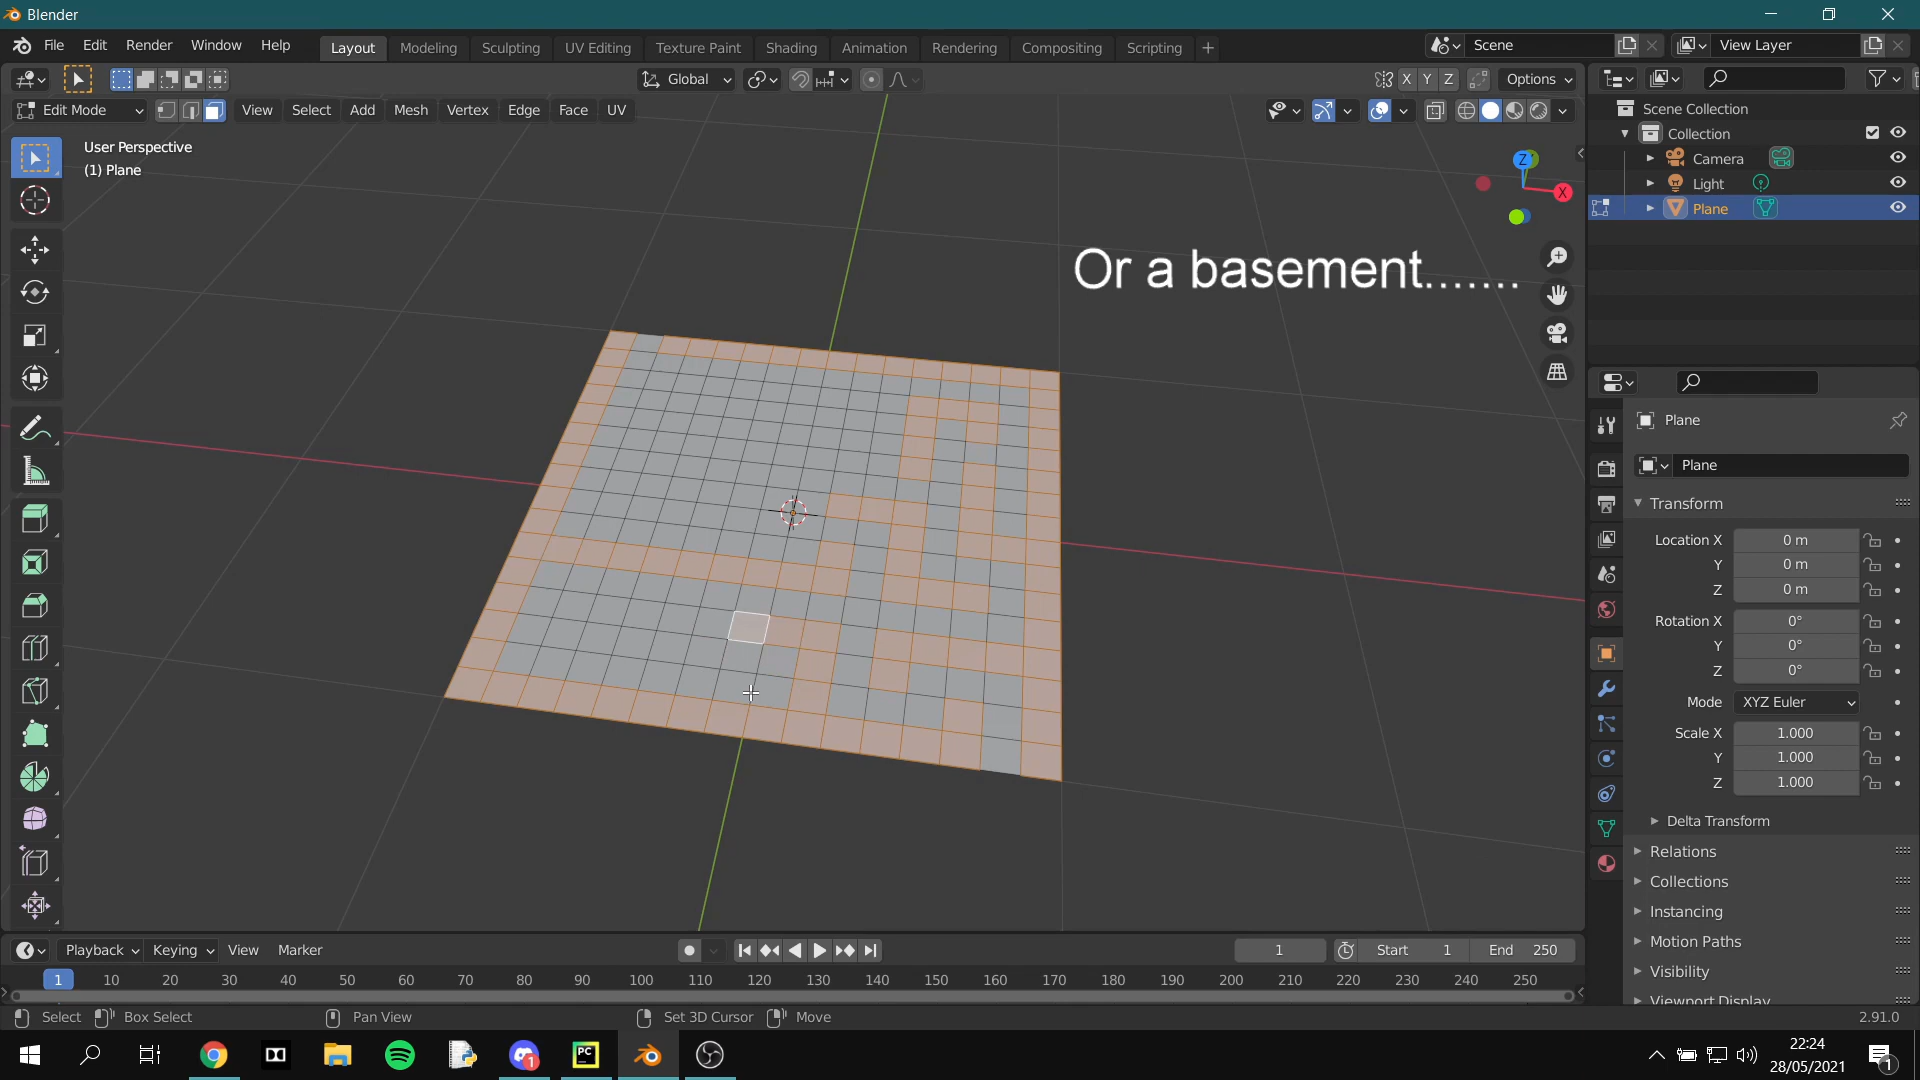 Blender
File Edit Render Window Help Layout Modeling Sculpting UV Editing Texture Paint Shading Animation Rendering Compositing Scripting + Scene View Layer
Global X Y Z Options
Edit Mode View Select Add Mesh Vertex Edge Face UV
Scene Collection
Collection
Camera
Light
Plane
User Perspective
(1) Plane
Z
X
Or a basement.......
Plane
Plane
Transform
Location X 0 m
Y 0 m
Z 0 m
Rotation X 0°
Y 0°
Z 0°
Mode XYZ Euler
Scale X 1.000
Y 1.000
Z 1.000
Delta Transform
Relations
Collections
Instancing
Motion Paths
Visibility
Viewport Display
Playback Keying View Marker 1 Start 1 End 250
1 10 20 30 40 50 60 70 80 90 100 110 120 130 140 150 160 170 180 190 200 210 220 230 240 250
Select Box Select Pan View Set 3D Cursor Move 2.91.0
PC
1
22:24
28/05/2021
1